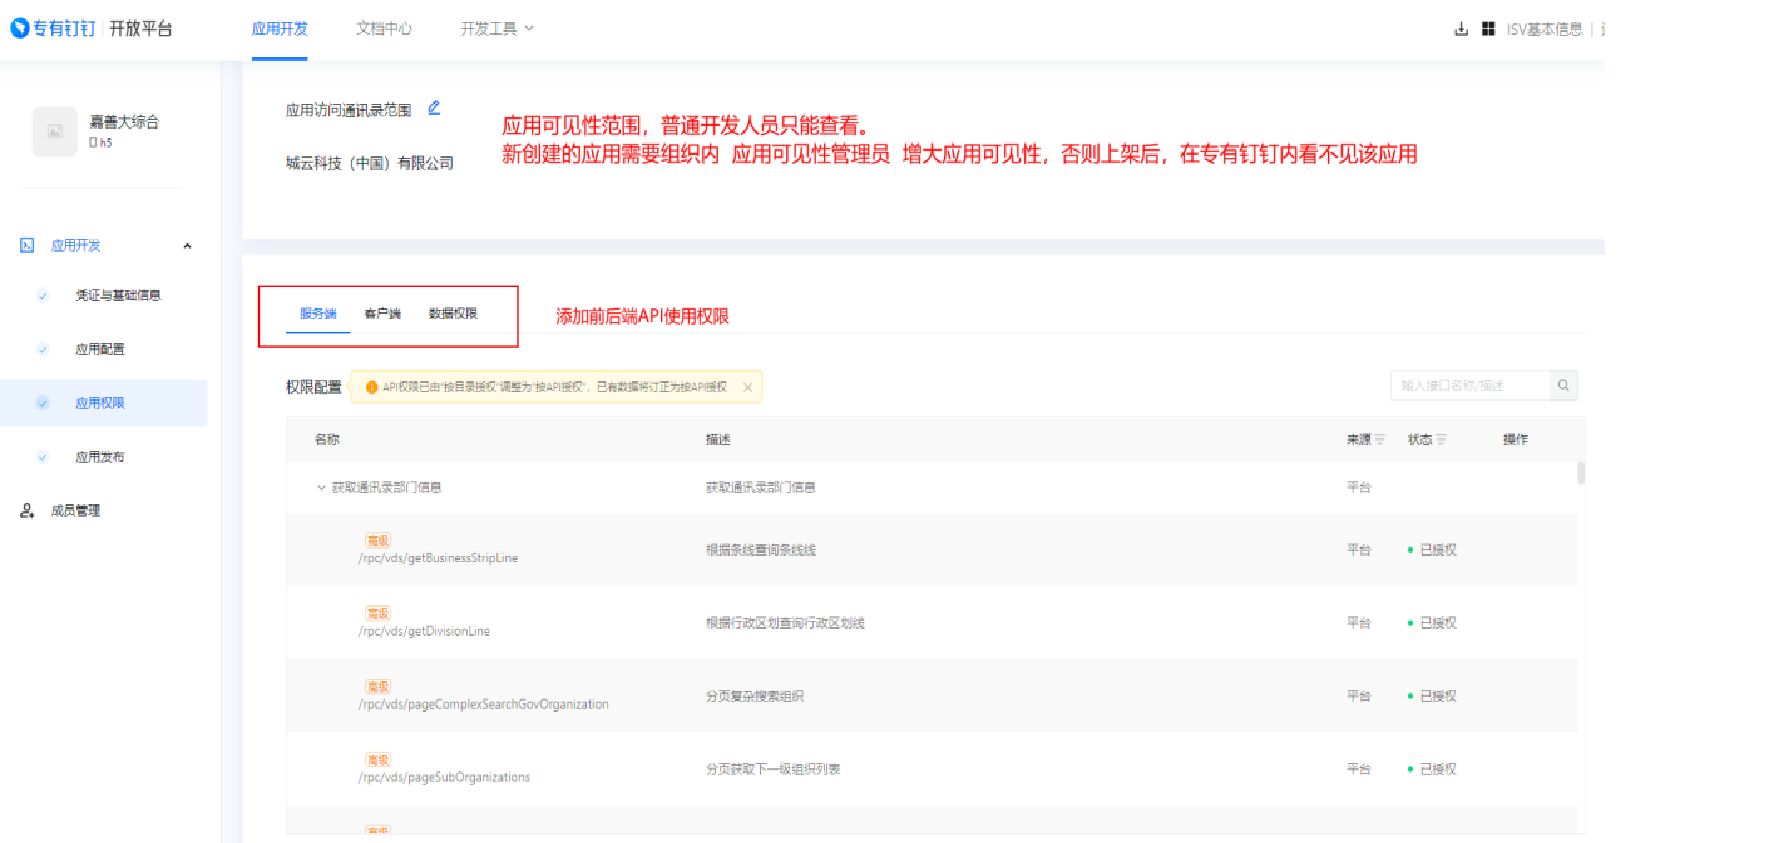 专有钉钉 | 开放平台
应用开发
文档中心
开发工具
ISV基本信息
嘉善大综合
h5
应用开发
凭证与基础信息
应用配置
应用权限
应用发布
成员管理
应用访问通讯录范围
城云科技（中国）有限公司
应用可见性范围，普通开发人员只能查看。
新创建的应用需要组织内 应用可见性管理员 增大应用可见性，否则上架后，在专有钉钉内看不见该应用
服务端 客户端 数据权限
添加前后端API使用权限
权限配置
API权限已由"按目录授权"调整为"按API授权"，已有数据将订正为按API授权
输入接口名称/描述
名称 描述 来源 状态 操作
获取通讯录部门信息 获取通讯录部门信息 平台
高级
/rpc/vds/getBusinessStripLine 根据条线查询条线线 平台 已授权
高级
/rpc/vds/getDivisionLine 根据行政区划查询行政区划线 平台 已授权
高级
/rpc/vds/pageComplexSearchGovOrganization 分页复杂搜索组织 平台 已授权
高级
/rpc/vds/pageSubOrganizations 分页获取下一级组织列表 平台 已授权
高级